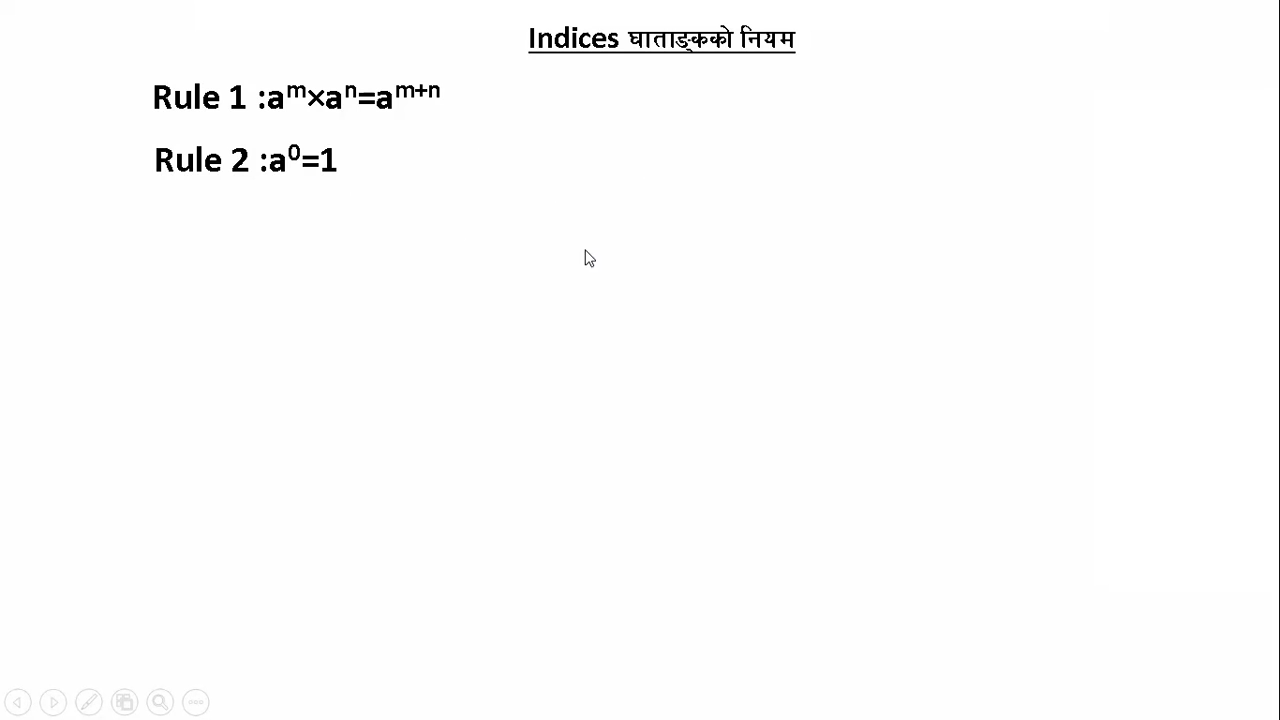 Indices घाताङ्कको नियम
Rule 1 :aᵐ×aⁿ=aᵐ⁺ⁿ
Rule 2 :a⁰=1